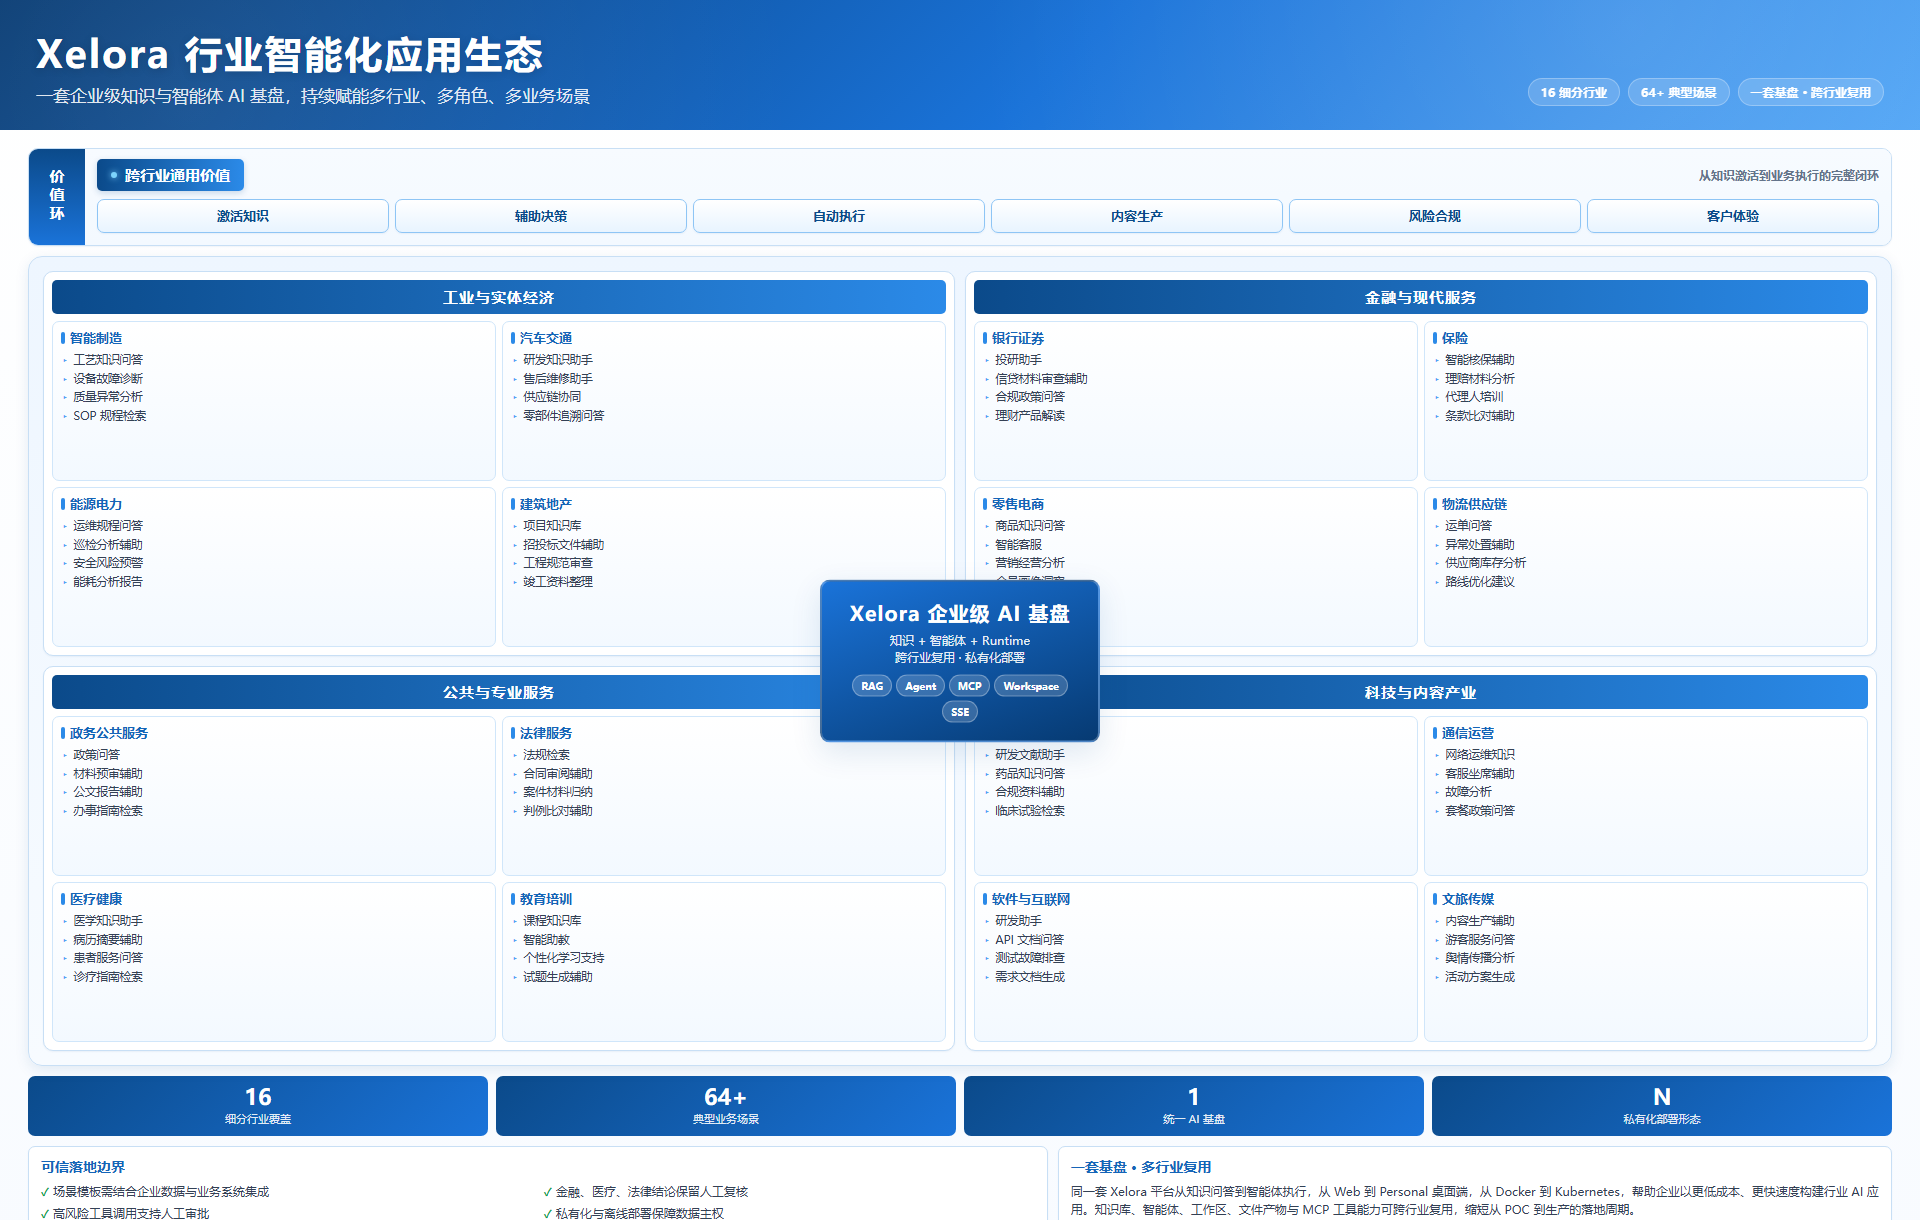 Xelora 行业智能化应用生态
一套企业级知识与智能体 AI 基盘，持续赋能多行业、多角色、多业务场景
16 细分行业
64+ 典型场景
一套基盘 • 跨行业复用
价值环
跨行业通用价值
从知识激活到业务执行的完整闭环
激活知识
辅助决策
自动执行
内容生产
风险合规
客户体验
工业与实体经济
智能制造
工艺知识问答
设备故障诊断
质量异常分析
SOP 规程检索
汽车交通
研发知识助手
售后维修助手
供应链协同
零部件追溯问答
能源电力
运维规程问答
巡检分析辅助
安全风险预警
能耗分析报告
建筑地产
项目知识库
招投标文件辅助
工程规范审查
竣工资料整理
金融与现代服务
银行证券
投研助手
信贷材料审查辅助
合规政策问答
理财产品解读
保险
智能核保辅助
理赔材料分析
代理人培训
条款比对辅助
零售电商
商品知识问答
智能客服
营销经营分析
物流供应链
运单问答
异常处置辅助
供应商库存分析
路线优化建议
Xelora 企业级 AI 基盘
知识 + 智能体 + Runtime
跨行业复用 · 私有化部署
RAG
Agent
MCP
Workspace
SSE
公共与专业服务
政务公共服务
政策问答
材料预审辅助
公文报告辅助
办事指南检索
法律服务
法规检索
合同审阅辅助
案件材料归纳
判例比对辅助
医疗健康
医学知识助手
病历摘要辅助
患者服务问答
诊疗指南检索
教育培训
课程知识库
智能助教
个性化学习支持
试题生成辅助
科技与内容产业
研发文献助手
药品知识问答
合规资料辅助
临床试验检索
通信运营
网络运维知识
客服坐席辅助
故障分析
套餐政策问答
软件与互联网
研发助手
API 文档问答
测试故障排查
需求文档生成
文旅传媒
内容生产辅助
游客服务问答
舆情传播分析
活动方案生成
16
细分行业覆盖
64+
典型业务场景
1
统一 AI 基盘
N
私有化部署形态
可信落地边界
✓ 场景模板需结合企业数据与业务系统集成
✓ 金融、医疗、法律结论保留人工复核
✓ 高风险工具调用支持人工审批
✓ 私有化与离线部署保障数据主权
一套基盘 • 多行业复用
同一套 Xelora 平台从知识问答到智能体执行，从 Web 到 Personal 桌面端，从 Docker 到 Kubernetes，帮助企业以更低成本、更快速度构建行业 AI 应
用。知识库、智能体、工作区、文件产物与 MCP 工具能力可跨行业复用，缩短从 POC 到生产的落地周期。